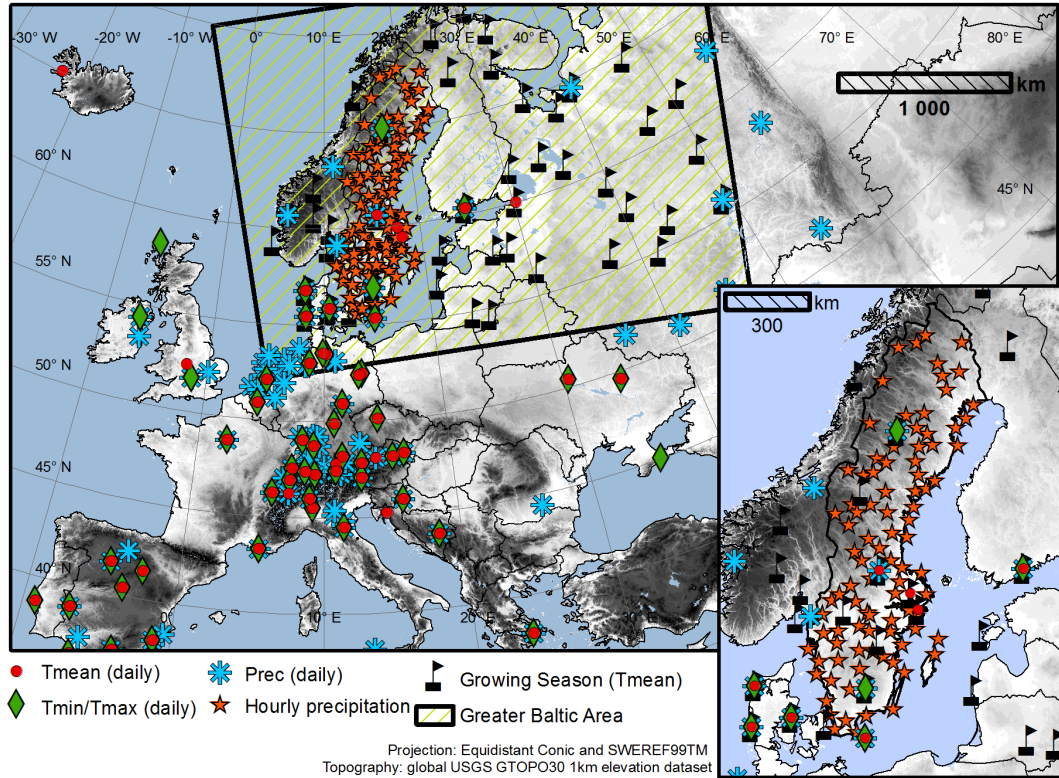 30° W
20° W
10° W
0°
10° E
20° E
30° E
40° E
50° E
60° E
70° E
80° E
km
1 000
60° N
45° N
55° N
50° N
45° N
40° N
0°
10° E
20° E
30° E
km
300
Tmean (daily)
Prec (daily)
Growing Season (Tmean)
Tmin/Tmax (daily)
Hourly precipitation
Greater Baltic Area
Projection: Equidistant Conic and SWEREF99TM
Topography: global USGS GTOPO30 1km elevation dataset